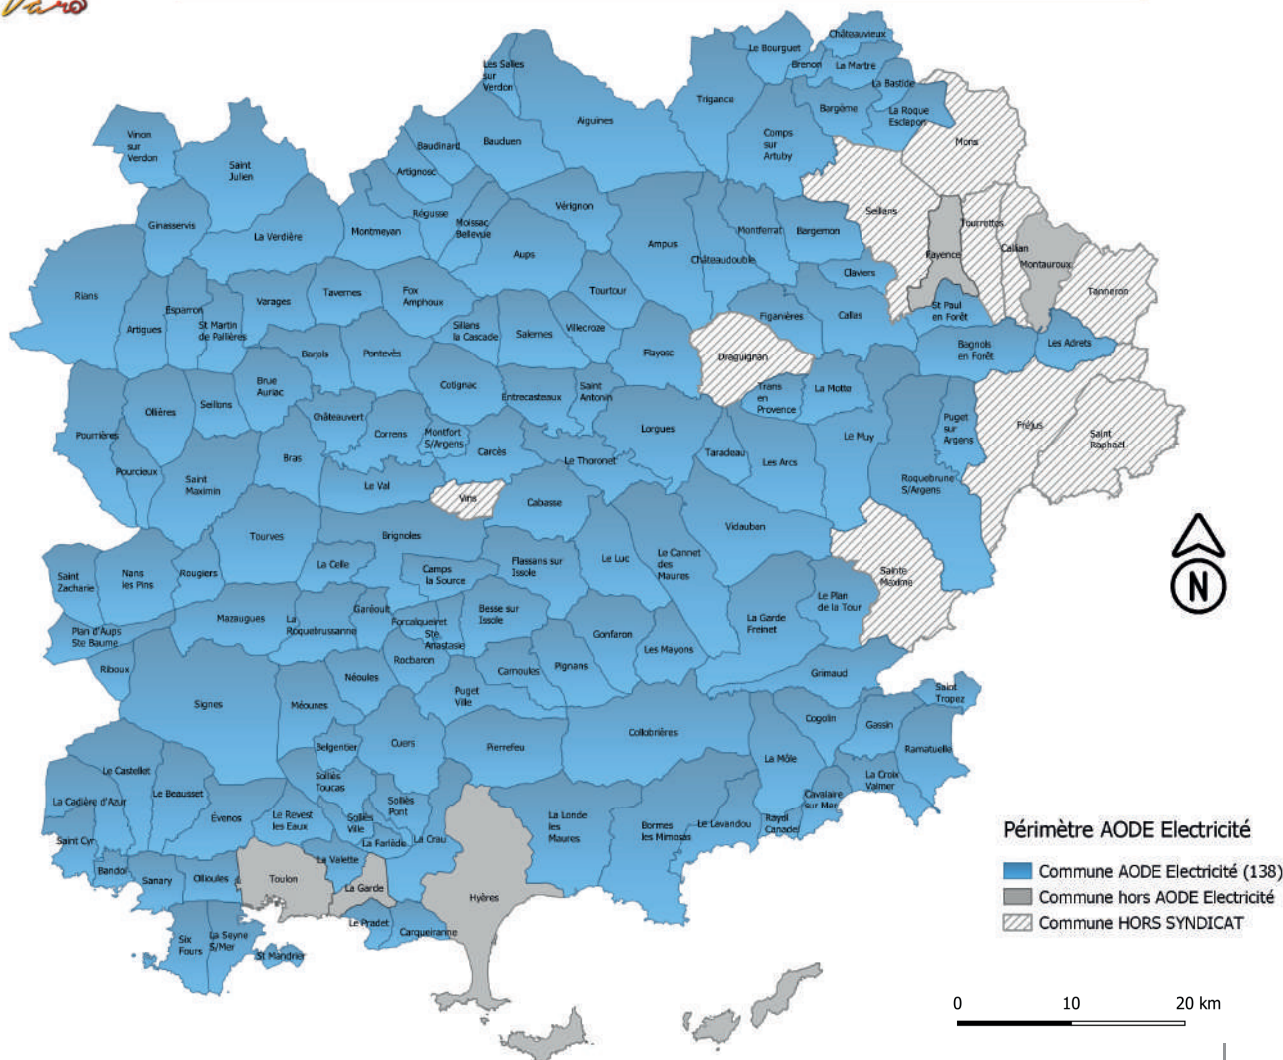 Var
Châteauvieux
Le Bourguet
Brenon
La Martre
Les Salles
sur
Verdon
La Bastide
Trigance
Bargème
La Roque
Esclapon
Aiguines
Vinon
sur
Verdon
Comps
sur
Artuby
Mons
Baudinard
Bauduen
Saint
Julien
Artignosc
Vérignon
Seillans
Régusse
Moissac
Bellevue
Tourrettes
Ginasservis
La Verdière
Montmeyan
Montferrat
Bargemon
Ampus
Callian
Aups
Fayence
Châteaudouble
Montauroux
Claviers
Rians
Tavernes
Fox
Amphoux
Tourtour
Tanneron
Varages
Esparron
St Paul
en Forêt
Artigues
St Martin
de Pallières
Sillans
la Cascade
Salernes
Villecroze
Figanières
Callas
Barjols
Pontevès
Flayosc
Draguignan
Bagnols
en Forêt
Les Adrets
Brue
Auriac
Cotignac
Entrecasteaux
Saint
Antonin
Trans
en
Provence
La Motte
Ollières
Seillons
Châteauvert
Correns
Montfort
S/Argens
Lorgues
Puget
sur
Argens
Fréjus
Saint
Raphaël
Pourrières
Le Muy
Carcès
Taradeau
Bras
Le Thoronet
Les Arcs
Pourcieux
Saint
Maximin
Roquebrune
S/Argens
Le Val
Vins
Cabasse
Vidauban
Tourves
Brignoles
La Celle
Camps
la Source
Flassans sur
Issole
Le Luc
Le Cannet
des
Maures
Saint
Zacharie
Nans
les Pins
Rougiers
Sainte
Maxime
Le Plan
de la Tour
Mazaugues
La
Roquebrussanne
Garéoult
Forcalqueiret
Ste
Anastasie
Besse sur
Issole
La Garde
Freinet
Plan d'Aups
Ste Baume
Gonfaron
Les Mayons
Riboux
Rocbaron
Carnoules
Pignans
Grimaud
Néoules
Puget
Ville
Saint
Tropez
Signes
Méounes
Cogolin
Gassin
Collobrières
Belgentier
Cuers
Pierrefeu
Ramatuelle
La Môle
Le Castellet
Solliès
Toucas
La Croix
Valmer
La Cadière d'Azur
Le Beausset
Cavalaire
sur Mer
Solliès
Pont
Évenos
Le Revest
les Eaux
Solliès
Ville
La Londe
les
Maures
Bormes
les Mimosas
Le Lavandou
Rayol
Canadel
Saint Cyr
La Farlède
La Crau
La Valette
Bandol
Sanary
Ollioules
Toulon
La Garde
Hyères
Le Pradet
Carqueiranne
Six
Fours
La Seyne
S/Mer
St Mandrier
N
Périmètre AODE Electricité
Commune AODE Electricité (138)
Commune hors AODE Electricité
Commune HORS SYNDICAT
0 10 20 km